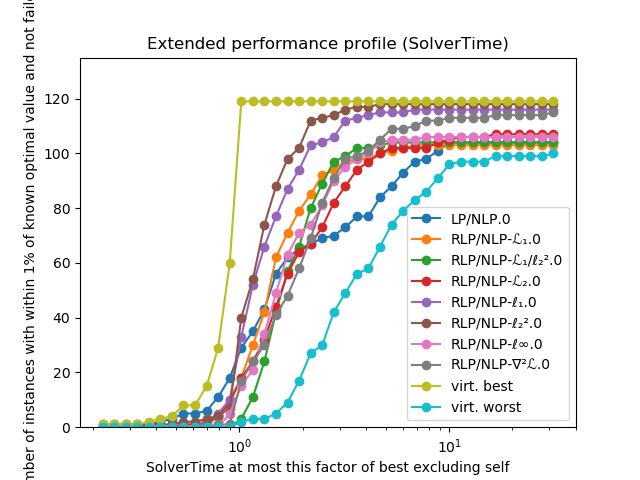 Extended performance profile (SolverTime)
of instances with within 1% of known optimal value and not
120
100
80
60
40
20
0
10⁰
10¹
SolverTime at most this factor of best excluding self
LP/NLP.0
RLP/NLP-ℒ₁.0
RLP/NLP-ℒ₁/ℓ₂².0
RLP/NLP-ℒ₂.0
RLP/NLP-ℓ₁.0
RLP/NLP-ℓ₂².0
RLP/NLP-ℓ∞.0
RLP/NLP-∇²ℒ.0
virt. best
virt. worst